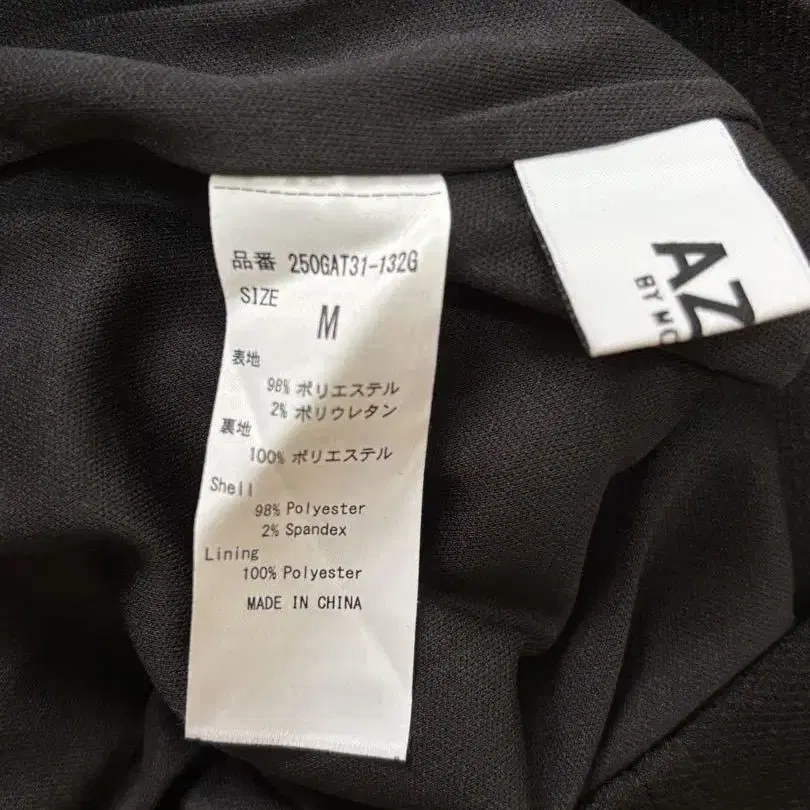 品番 250GAT31-132G
SIZE
M
表地
98% ポリエステル
2% ポリウレタン
裏地
100% ポリエステル
Shell
98% Polyester
2% Spandex
Lining
100% Polyester
MADE IN CHINA
AZ
BY MO